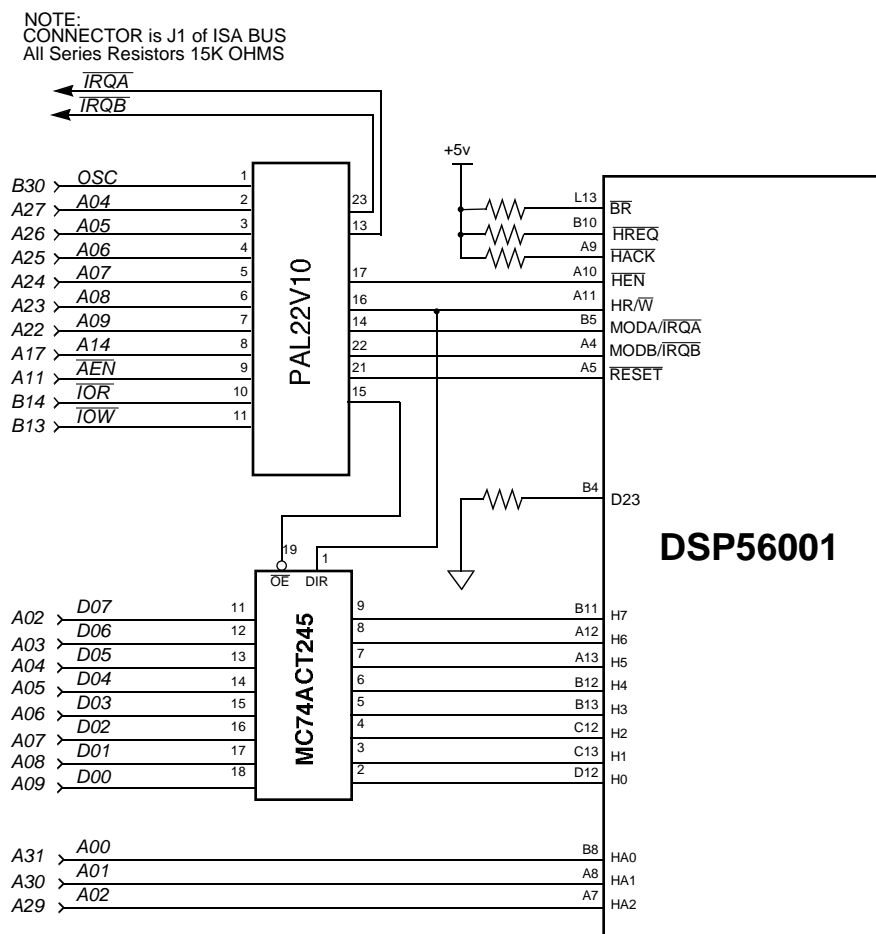 NOTE:
CONNECTOR is J1 of ISA BUS
All Series Resistors 15K OHMS
IRQA
IRQB
+5v
B30 OSC 1
A27 A04 2
A26 A05 3
A25 A06 4
A24 A07 5
A23 A08 6
A22 A09 7
A17 A14 8
A11 AEN 9
B14 IOR 10
B13 IOW 11
PAL22V10
23
13
17
16
14
22
21
15
L13 BR
B10 HREQ
A9 HACK
A10 HEN
A11 HR/W
B5 MODA/IRQA
A4 MODB/IRQB
A5 RESET
B4 D23
DSP56001
19 1
OE DIR
MC74ACT245
A02 D07 11 9 B11 H7
A03 D06 12 8 A12 H6
A04 D05 13 7 A13 H5
A05 D04 14 6 B12 H4
A06 D03 15 5 B13 H3
A07 D02 16 4 C12 H2
A08 D01 17 3 C13 H1
A09 D00 18 2 D12 H0
A31 A00 B8 HA0
A30 A01 A8 HA1
A29 A02 A7 HA2